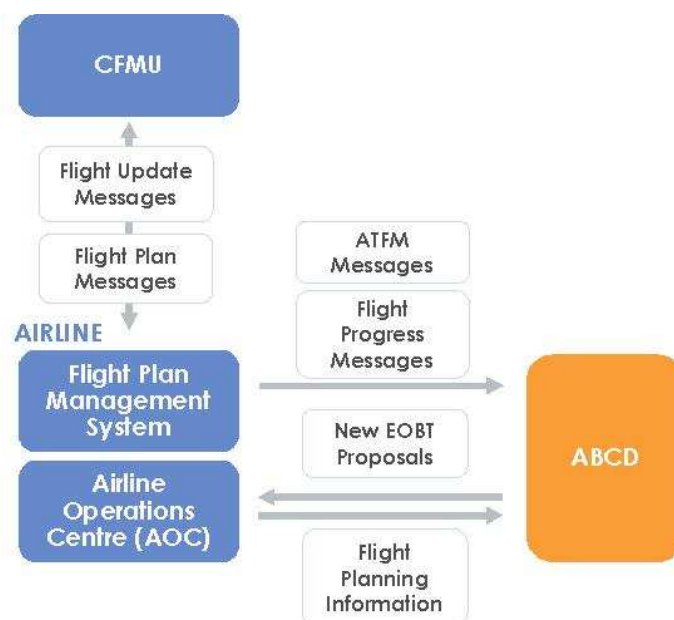 CFMU
Flight Update
Messages
Flight Plan
Messages
ATFM
Messages
Flight
Progress
Messages
AIRLINE
Flight Plan
Management
System
New EOBT
Proposals
ABCD
Airline
Operations
Centre (AOC)
Flight
Planning
Information